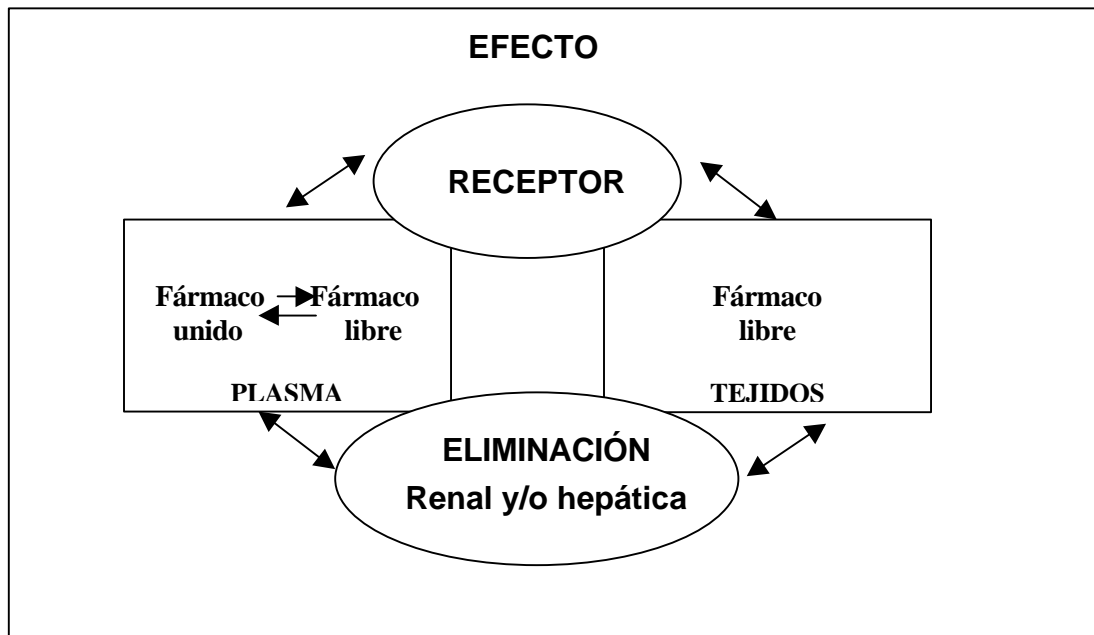 EFECTO
RECEPTOR
Fármaco Fármaco
unido libre
PLASMA
Fármaco
libre
TEJIDOS
ELIMINACIÓN
Renal y/o hepática